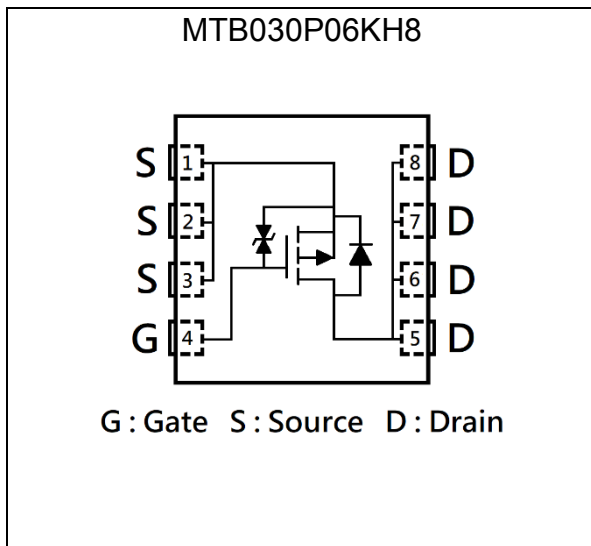 MTB030P06KH8
S 1 8 D
S 2 7 D
S 3 6 D
G 4 5 D
G : Gate S : Source D : Drain